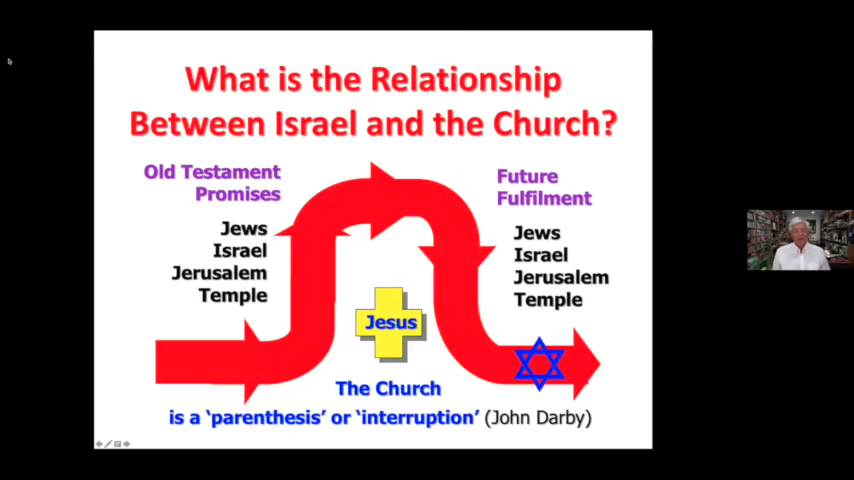 What is the Relationship
Between Israel and the Church?
Old Testament
Promises
Jews
Israel
Jerusalem
Temple
Future
Fulfilment
Jews
Israel
Jerusalem
Temple
Jesus
The Church
is a ‘parenthesis’ or ‘interruption’ (John Darby)